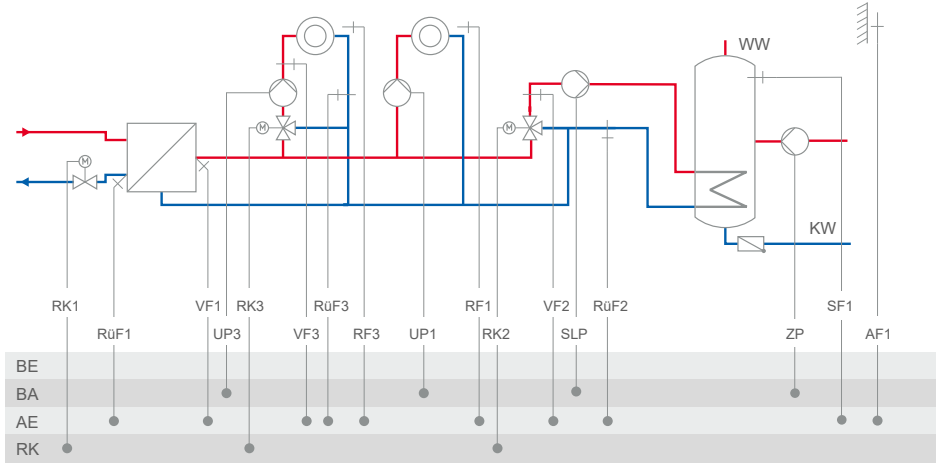 WW
M
M
M
KW
RK1 VF1 RK3 RüF3 RF1 VF2 RüF2 SF1
RüF1 UP3 VF3 RF3 UP1 RK2 SLP ZP AF1
BE
BA
AE
RK